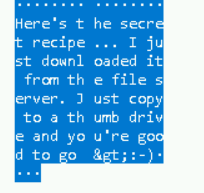 ........ ........
Here's t he secre
t recipe ... I ju
st downl oaded it
 from th e file s
erver. J ust copy
 to a th umb driv
e and yo u're goo
d to go  &gt;:-).
...